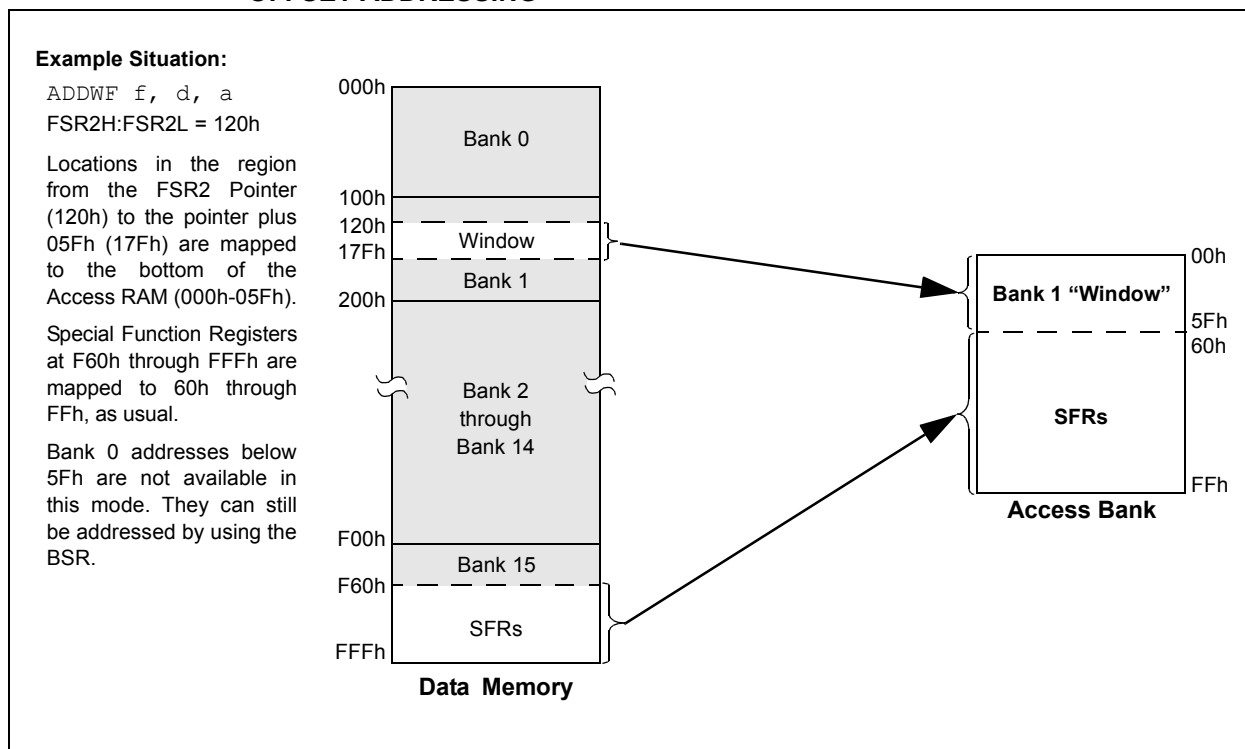 OFFSET ADDRESSING
Example Situation:
ADDWF f, d, a
FSR2H:FSR2L = 120h
Locations in the region
from the FSR2 Pointer
(120h) to the pointer plus
05Fh (17Fh) are mapped
to the bottom of the
Access RAM (000h-05Fh).
Special Function Registers
at F60h through FFFh are
mapped to 60h through
FFh, as usual.
Bank 0 addresses below
5Fh are not available in
this mode. They can still
be addressed by using the
BSR.
000h
Bank 0
100h
120h
Window
17Fh
Bank 1
200h
Bank 2
through
Bank 14
F00h
Bank 15
F60h
SFRs
FFFh
Data Memory
00h
Bank 1 “Window”
5Fh
60h
SFRs
FFh
Access Bank